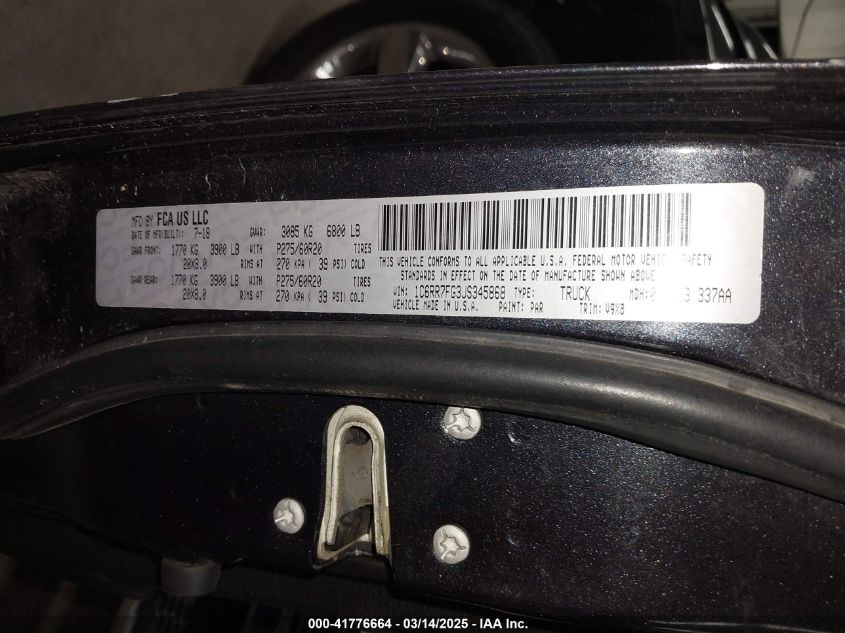 MFD BY FCA US LLC
DATE OF MFR(BUILT): 7-18 GVWR: 3085 KG 6800 LB
GAWR FRONT: 1770 KG 3900 LB WITH P275/60R20 TIRES
20X8.0 RIMS AT 270 KPA ( 39 PSI) COLD
GAWR REAR: 1770 KG 3900 LB WITH P275/60R20 TIRES
20X8.0 RIMS AT 270 KPA ( 39 PSI) COLD
THIS VEHICLE CONFORMS TO ALL APPLICABLE U.S.A. FEDERAL MOTOR VEHICLE SAFETY
STANDARDS IN EFFECT ON THE DATE OF MANUFACTURE SHOWN ABOVE
VIN: 1C6RR7FG3JS345868 TYPE: TRUCK MDH: 337AA
VEHICLE MADE IN U.S.A. PAINT: PAR TRIM: V9X8
000-41776664 — 03/14/2025 — IAA Inc.